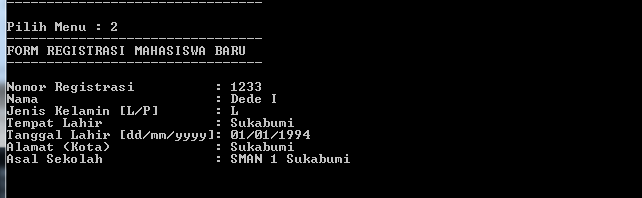 --------------------------------
Pilih Menu : 2
--------------------------------
FORM REGISTRASI MAHASISWA BARU
--------------------------------
Nomor Registrasi : 1233
Nama : Dede I
Jenis Kelamin [L/P] : L
Tempat Lahir : Sukabumi
Tanggal Lahir [dd/mm/yyyy]: 01/01/1994
Alamat (Kota) : Sukabumi
Asal Sekolah : SMAN 1 Sukabumi